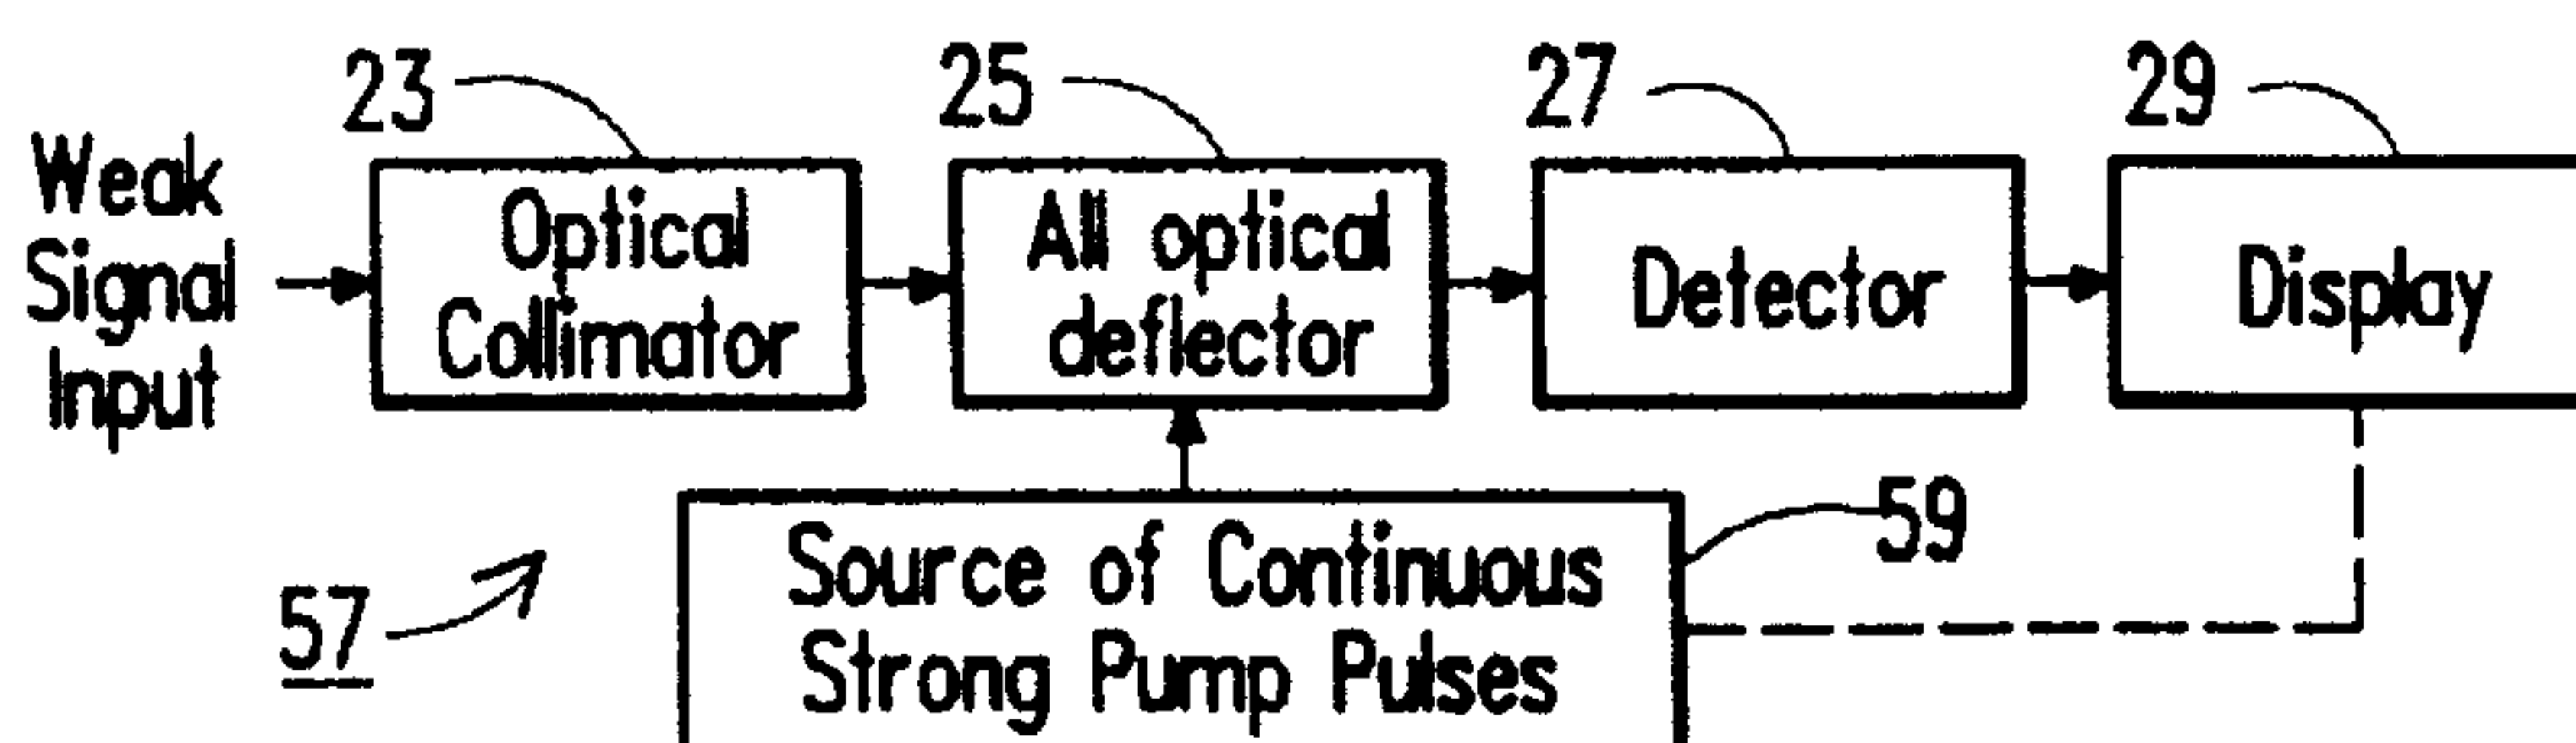 23
25
27
29
Weak
Signal
Input
Optical
Collimator
All optical
deflector
Detector
Display
59
57
Source of Continuous
Strong Pump Pulses